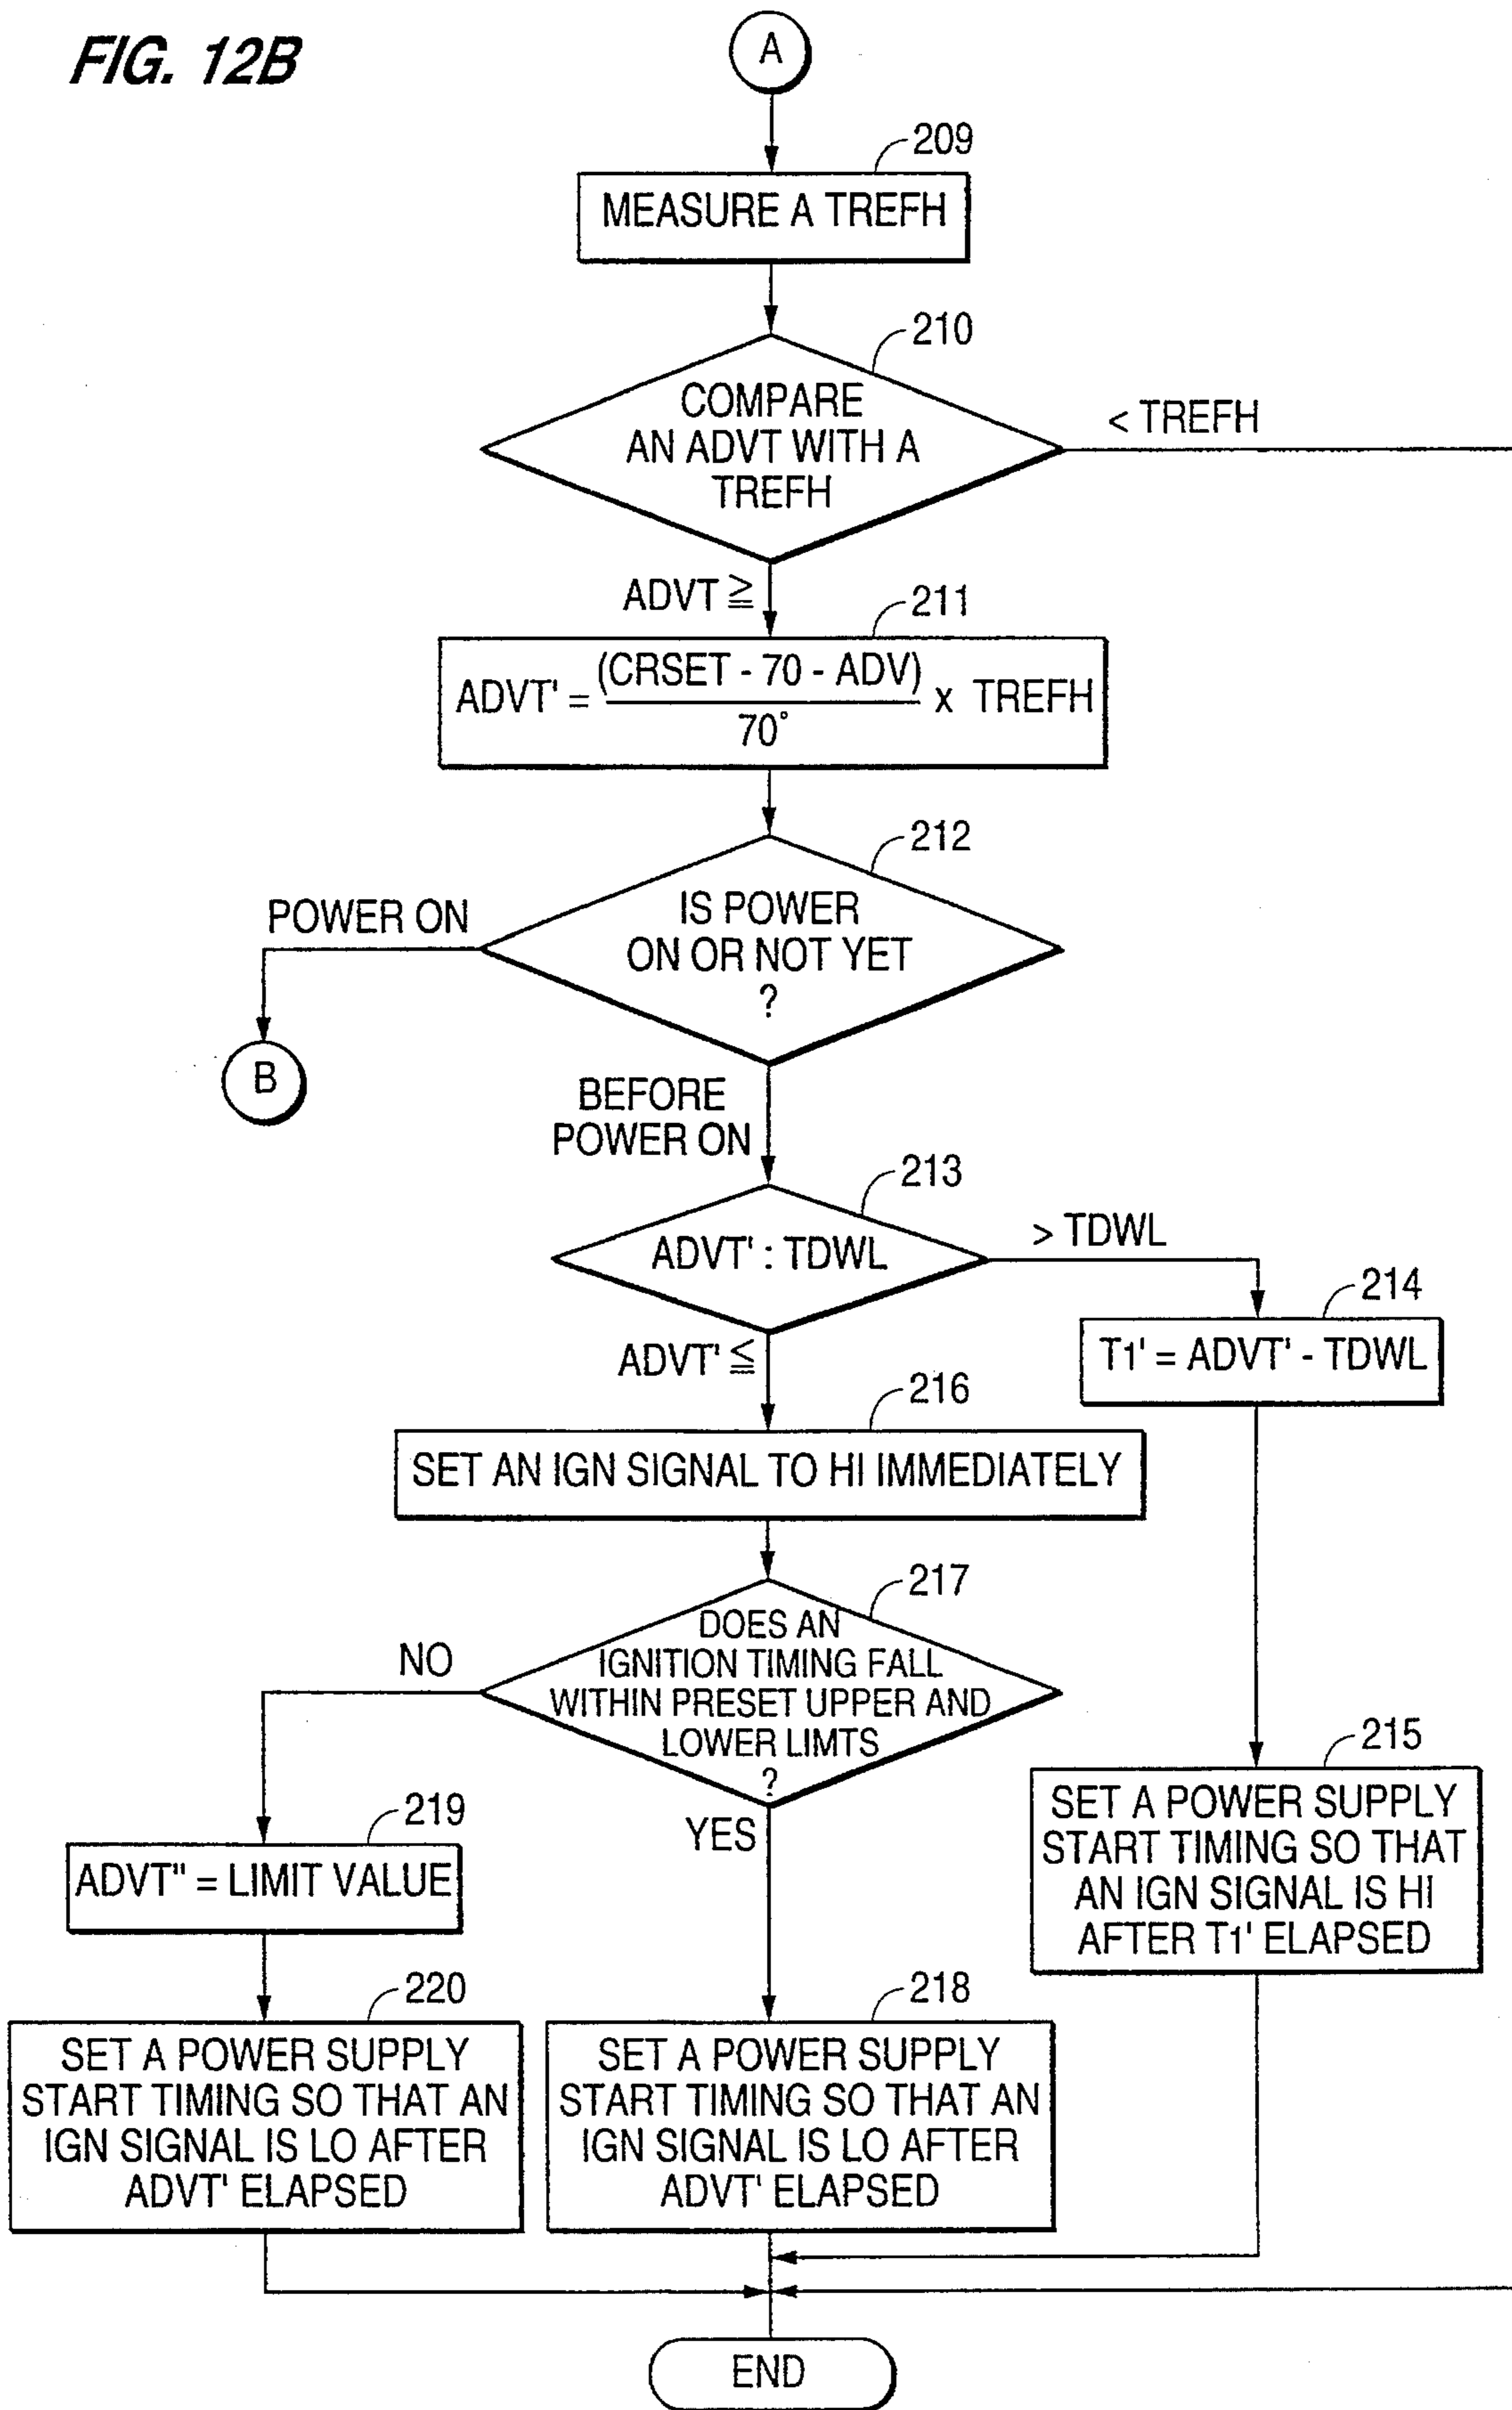 FIG. 12B
A
209
MEASURE A TREFH
210
COMPARE
AN ADVT WITH A
TREFH
< TREFH
ADVT ≧
211
ADVT' = (CRSET - 70 - ADV) / 70° x TREFH
212
IS POWER
ON OR NOT YET
?
POWER ON
B
BEFORE
POWER ON
213
ADVT' : TDWL
> TDWL
214
T1' = ADVT' - TDWL
ADVT' ≦
216
SET AN IGN SIGNAL TO HI IMMEDIATELY
217
DOES AN
IGNITION TIMING FALL
WITHIN PRESET UPPER AND
LOWER LIMTS
?
NO
YES
215
SET A POWER SUPPLY
START TIMING SO THAT
AN IGN SIGNAL IS HI
AFTER T1' ELAPSED
219
ADVT" = LIMIT VALUE
220
SET A POWER SUPPLY
START TIMING SO THAT AN
IGN SIGNAL IS LO AFTER
ADVT' ELAPSED
218
SET A POWER SUPPLY
START TIMING SO THAT AN
IGN SIGNAL IS LO AFTER
ADVT' ELAPSED
END